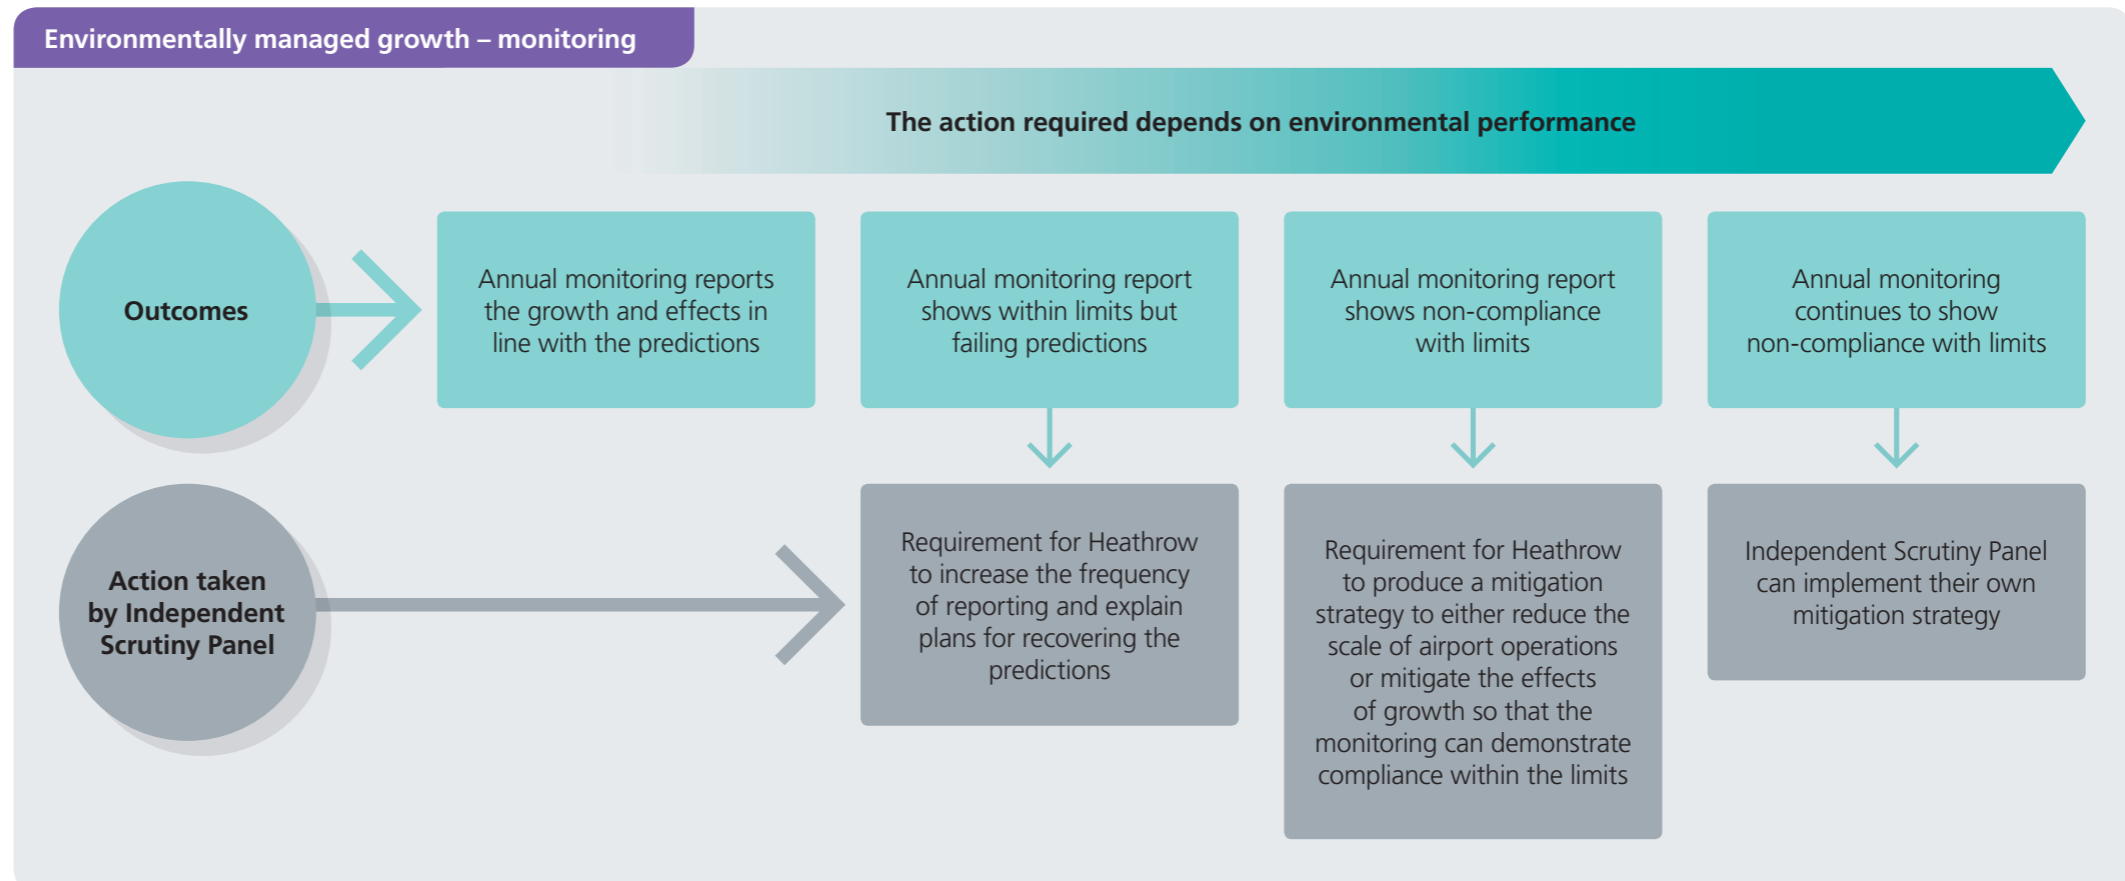 Environmentally managed growth – monitoring
The action required depends on environmental performance
Outcomes
Annual monitoring reports
the growth and effects in
line with the predictions
Annual monitoring report
shows within limits but
failing predictions
Annual monitoring report
shows non-compliance
with limits
Annual monitoring
continues to show
non-compliance with limits
Action taken
by Independent
Scrutiny Panel
Requirement for Heathrow
to increase the frequency
of reporting and explain
plans for recovering the
predictions
Requirement for Heathrow
to produce a mitigation
strategy to either reduce the
scale of airport operations
or mitigate the effects
of growth so that the
monitoring can demonstrate
compliance within the limits
Independent Scrutiny Panel
can implement their own
mitigation strategy